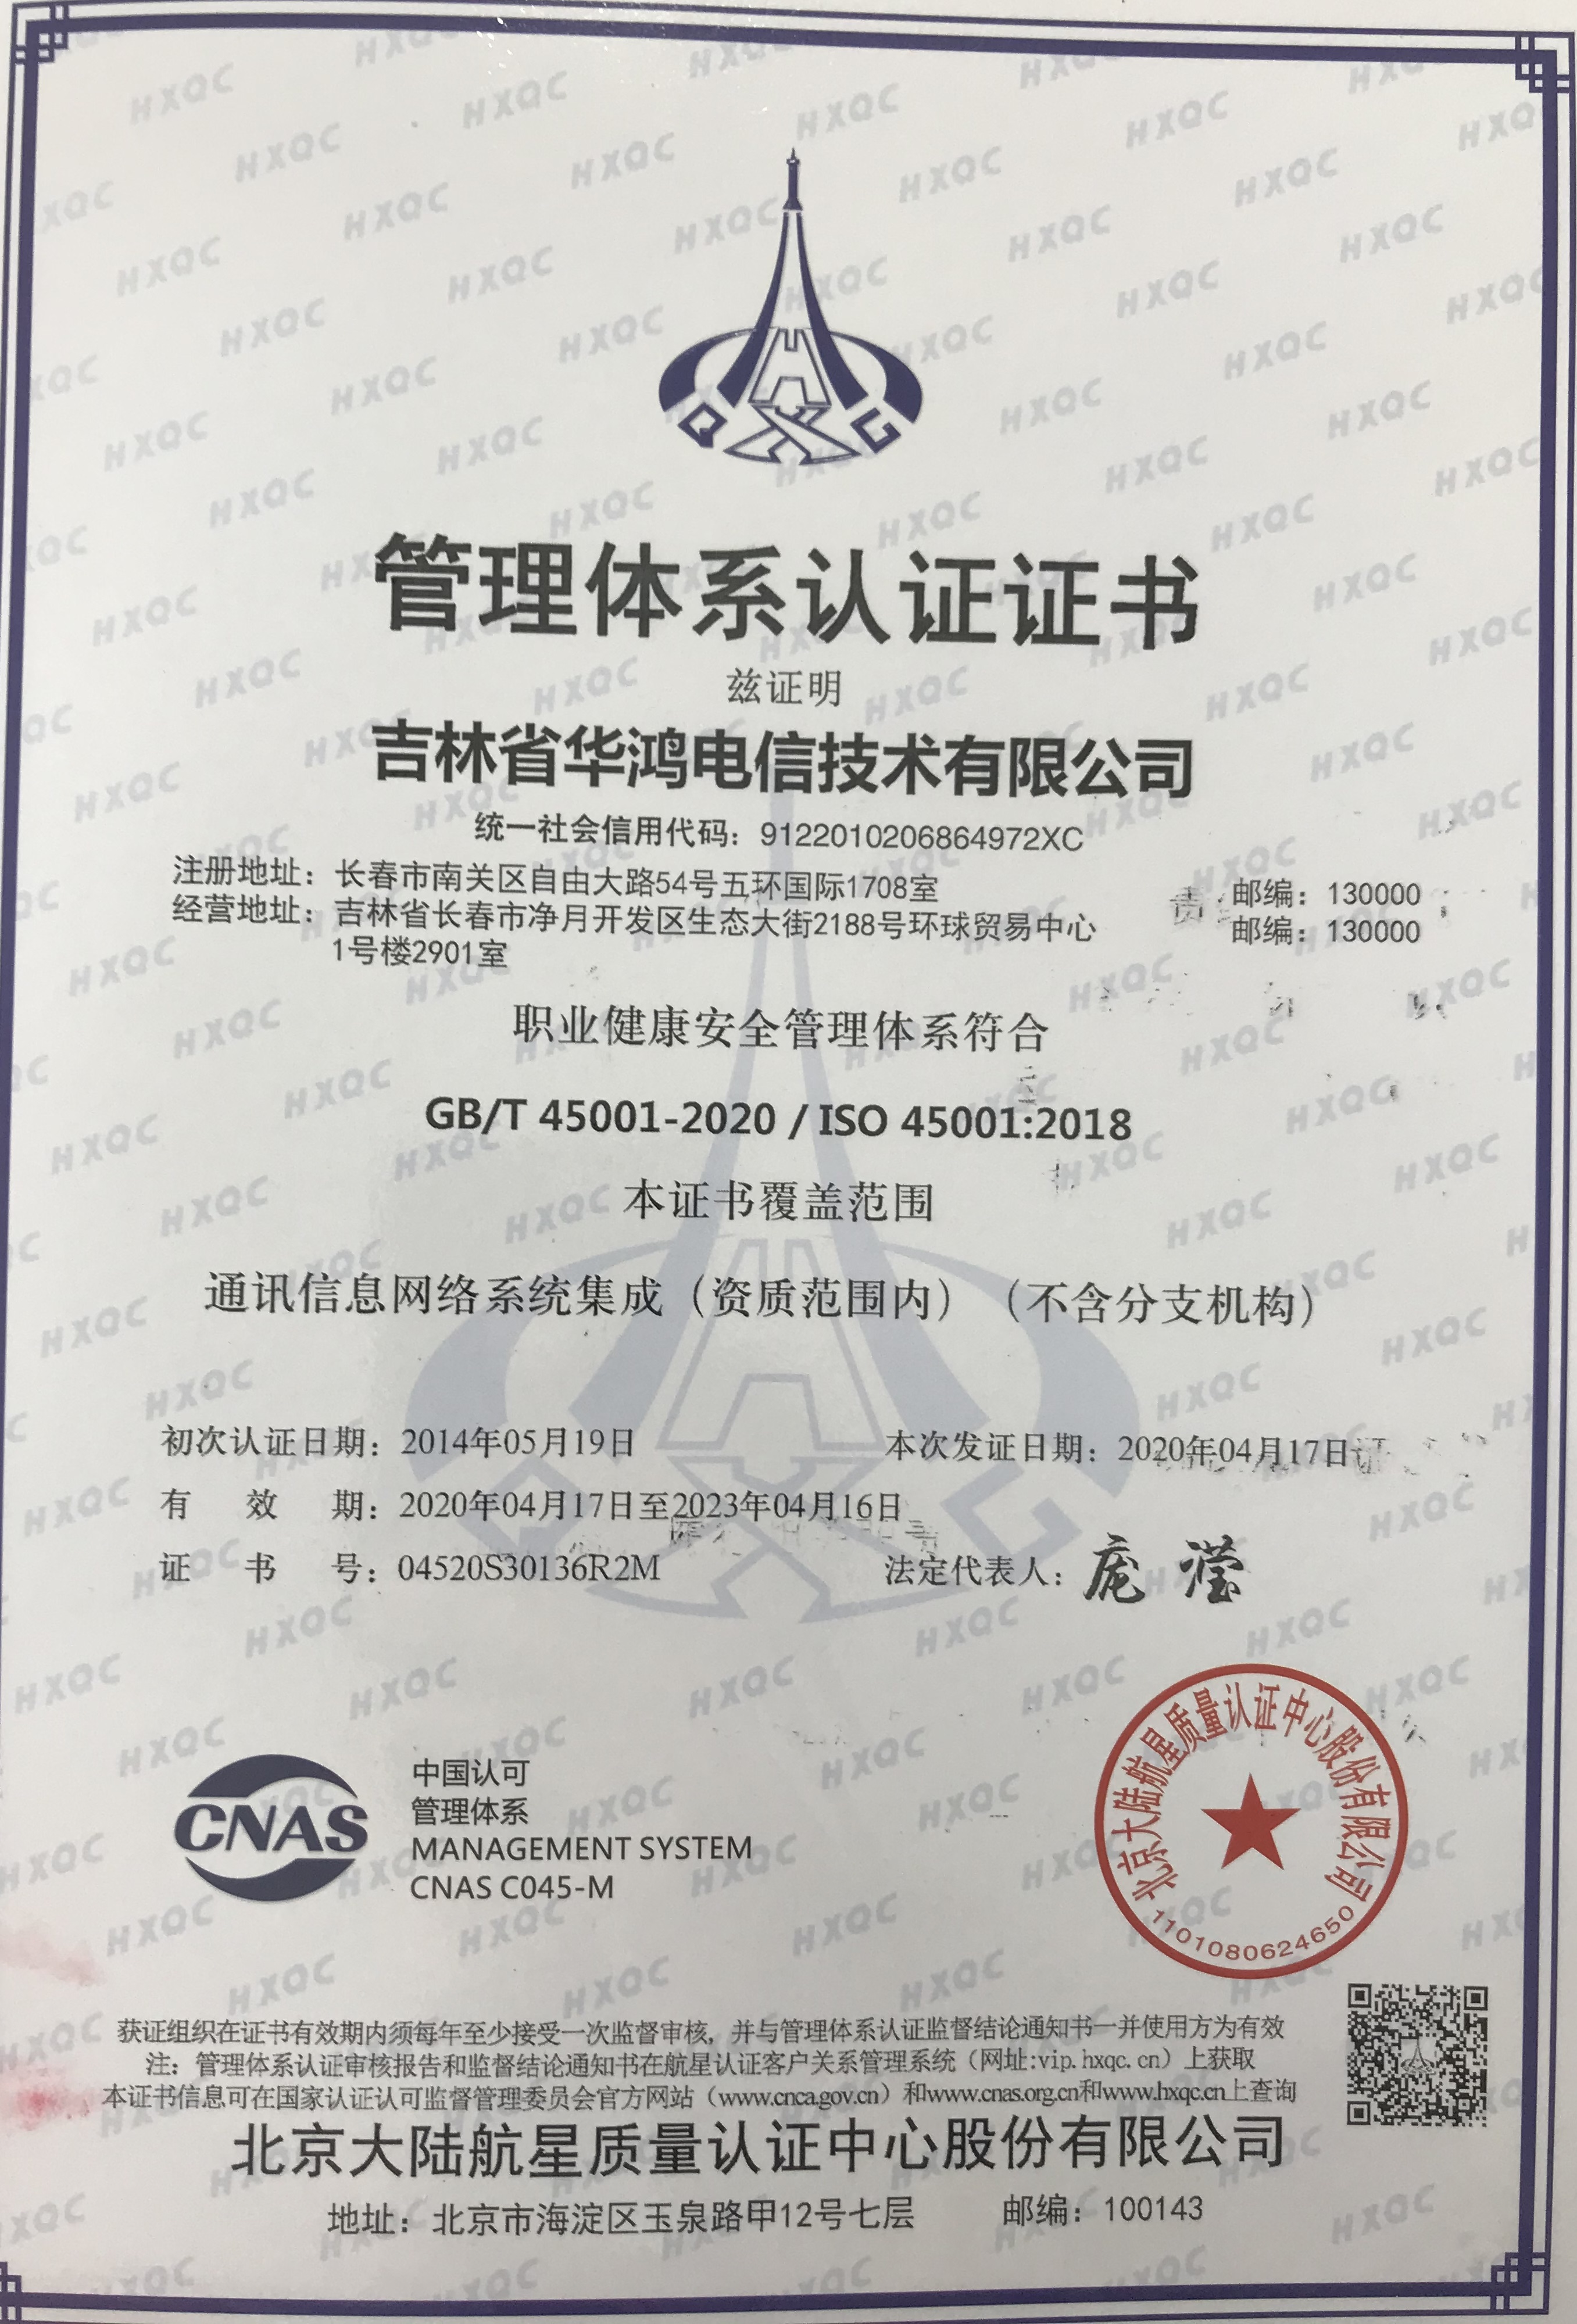 管理体系认证证书
兹证明
吉林省华鸿电信技术有限公司
统一社会信用代码：9122010206864972XC
注册地址：长春市南关区自由大路54号五环国际1708室 邮编：130000
经营地址：吉林省长春市净月开发区生态大街2188号环球贸易中心 邮编：130000
1号楼2901室
职业健康安全管理体系符合
GB/T 45001-2020 / ISO 45001:2018
本证书覆盖范围
通讯信息网络系统集成（资质范围内）（不含分支机构）
初次认证日期：2014年05月19日 本次发证日期：2020年04月17日
有 效 期：2020年04月17日至2023年04月16日
证 书 号：04520S30136R2M 法定代表人：庞 滢
CNAS
中国认可
管理体系
MANAGEMENT SYSTEM
CNAS C045-M
北京大陆航星质量认证中心股份有限公司
1101080624650
获证组织在证书有效期内须每年至少接受一次监督审核，并与管理体系认证监督结论通知书一并使用方为有效
注：管理体系认证审核报告和监督结论通知书在航星认证客户关系管理系统（网址:vip.hxqc.cn）上获取
本证书信息可在国家认证认可监督管理委员会官方网站（www.cnca.gov.cn）和www.cnas.org.cn和www.hxqc.cn上查询
北京大陆航星质量认证中心股份有限公司
地址：北京市海淀区玉泉路甲12号七层 邮编：100143